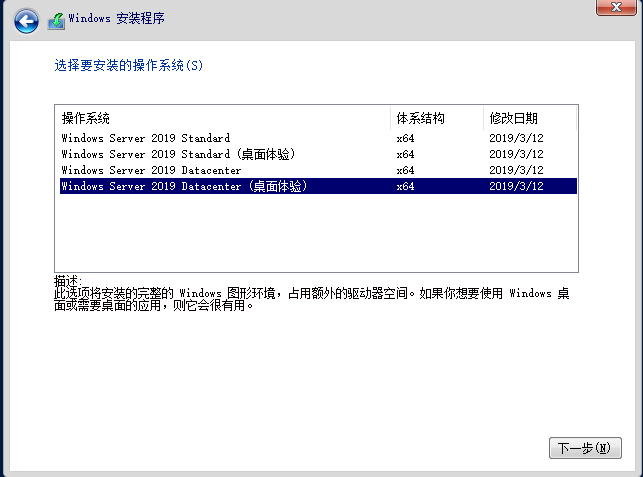 Windows 安装程序
选择要安装的操作系统(S)
操作系统 体系结构 修改日期
Windows Server 2019 Standard x64 2019/3/12
Windows Server 2019 Standard (桌面体验) x64 2019/3/12
Windows Server 2019 Datacenter x64 2019/3/12
Windows Server 2019 Datacenter (桌面体验) x64 2019/3/12
描述:
此选项将安装的完整的 Windows 图形环境，占用额外的驱动器空间。如果你想要使用 Windows 桌
面或需要桌面的应用，则它会很有用。
下一步(N)